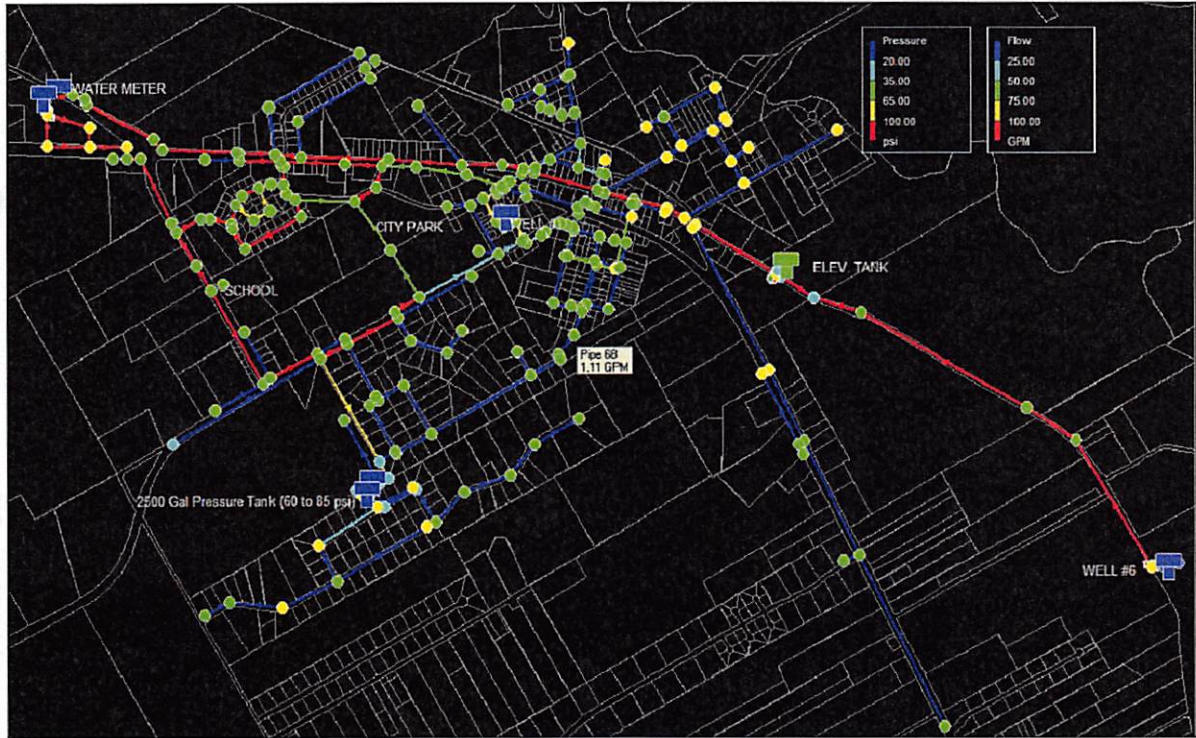 Pressure
20.00
35.00
65.00
100.00
psi
Flow
25.00
50.00
75.00
100.00
GPM
WATER METER
CITY PARK
ELEV. TANK
SCHOOL
Pipe 68
1.11 GPM
2500 Gal Pressure Tank (60 to 85 psi)
WELL #6